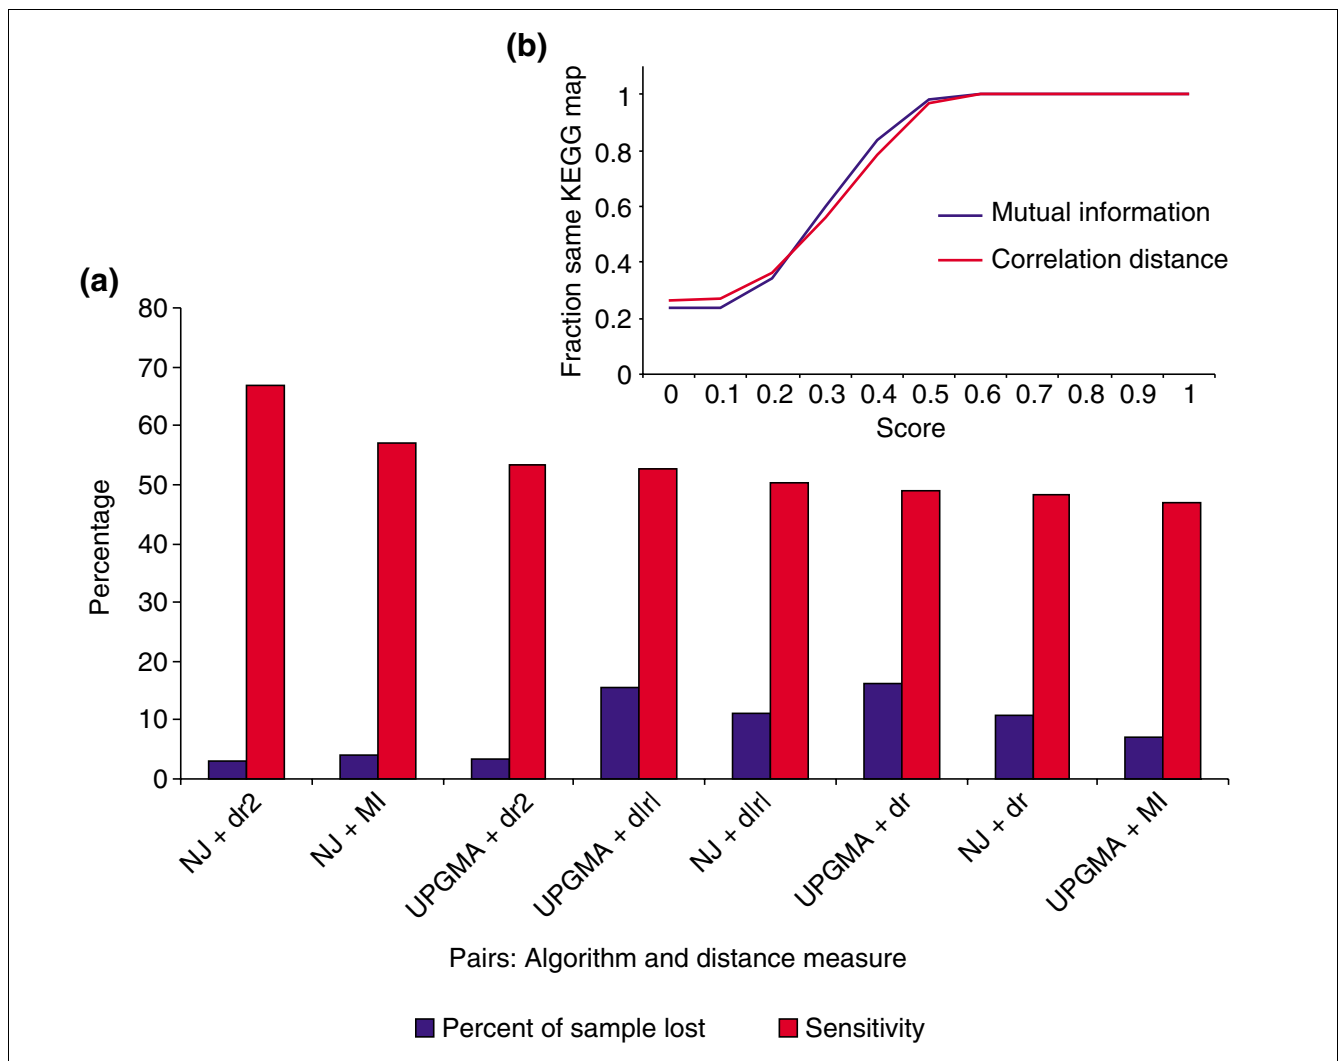 (b)
Fraction same KEGG map
1
0.8
0.6
0.4
0.2
0
0 0.1 0.2 0.3 0.4 0.5 0.6 0.7 0.8 0.9 1
Score
Mutual information
Correlation distance
(a)
Percentage
80
70
60
50
40
30
20
10
0
NJ + dr2
NJ + MI
UPGMA + dr2
UPGMA + d|r|
NJ + d|r|
UPGMA + dr
NJ + dr
UPGMA + MI
Pairs: Algorithm and distance measure
Percent of sample lost
Sensitivity